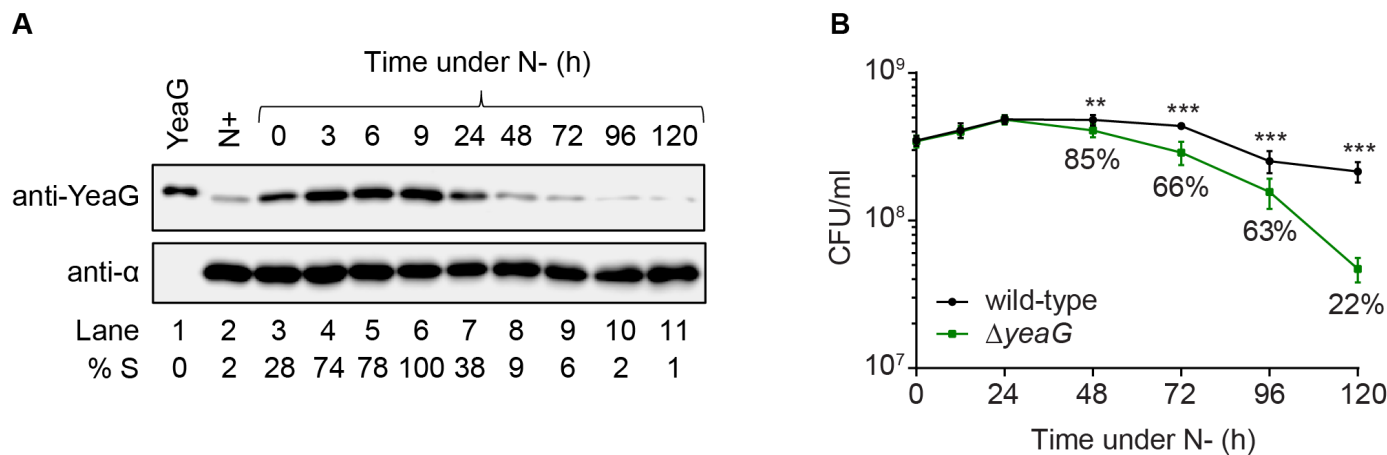 A
Time under N- (h)
YeaG
N+
0 3 6 9 24 48 72 96 120
anti-YeaG
anti-α
Lane 1 2 3 4 5 6 7 8 9 10 11
% S 0 2 28 74 78 100 38 9 6 2 1
B
10⁹
10⁸
10⁷
CFU/ml
**
***
***
***
85%
66%
63%
22%
wild-type
ΔyeaG
0 24 48 72 96 120
Time under N- (h)